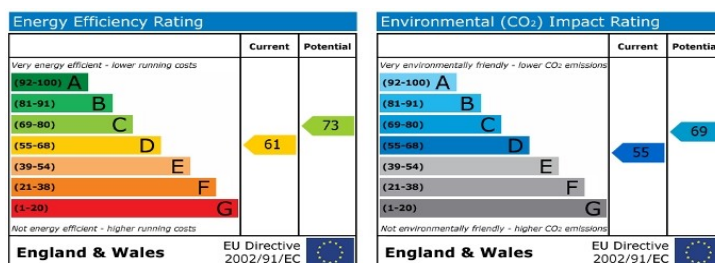 Energy Efficiency Rating
Current Potential
Very energy efficient - lower running costs
(92-100) A
(81-91) B
(69-80) C
73
(55-68) D
61
(39-54) E
(21-38) F
(1-20) G
Not energy efficient - higher running costs
England & Wales
EU Directive
2002/91/EC
Environmental (CO₂) Impact Rating
Current Potential
Very environmentally friendly - lower CO₂ emissions
(92-100) A
(81-91) B
(69-80) C
69
(55-68) D
55
(39-54) E
(21-38) F
(1-20) G
Not environmentally friendly - higher CO₂ emissions
England & Wales
EU Directive
2002/91/EC